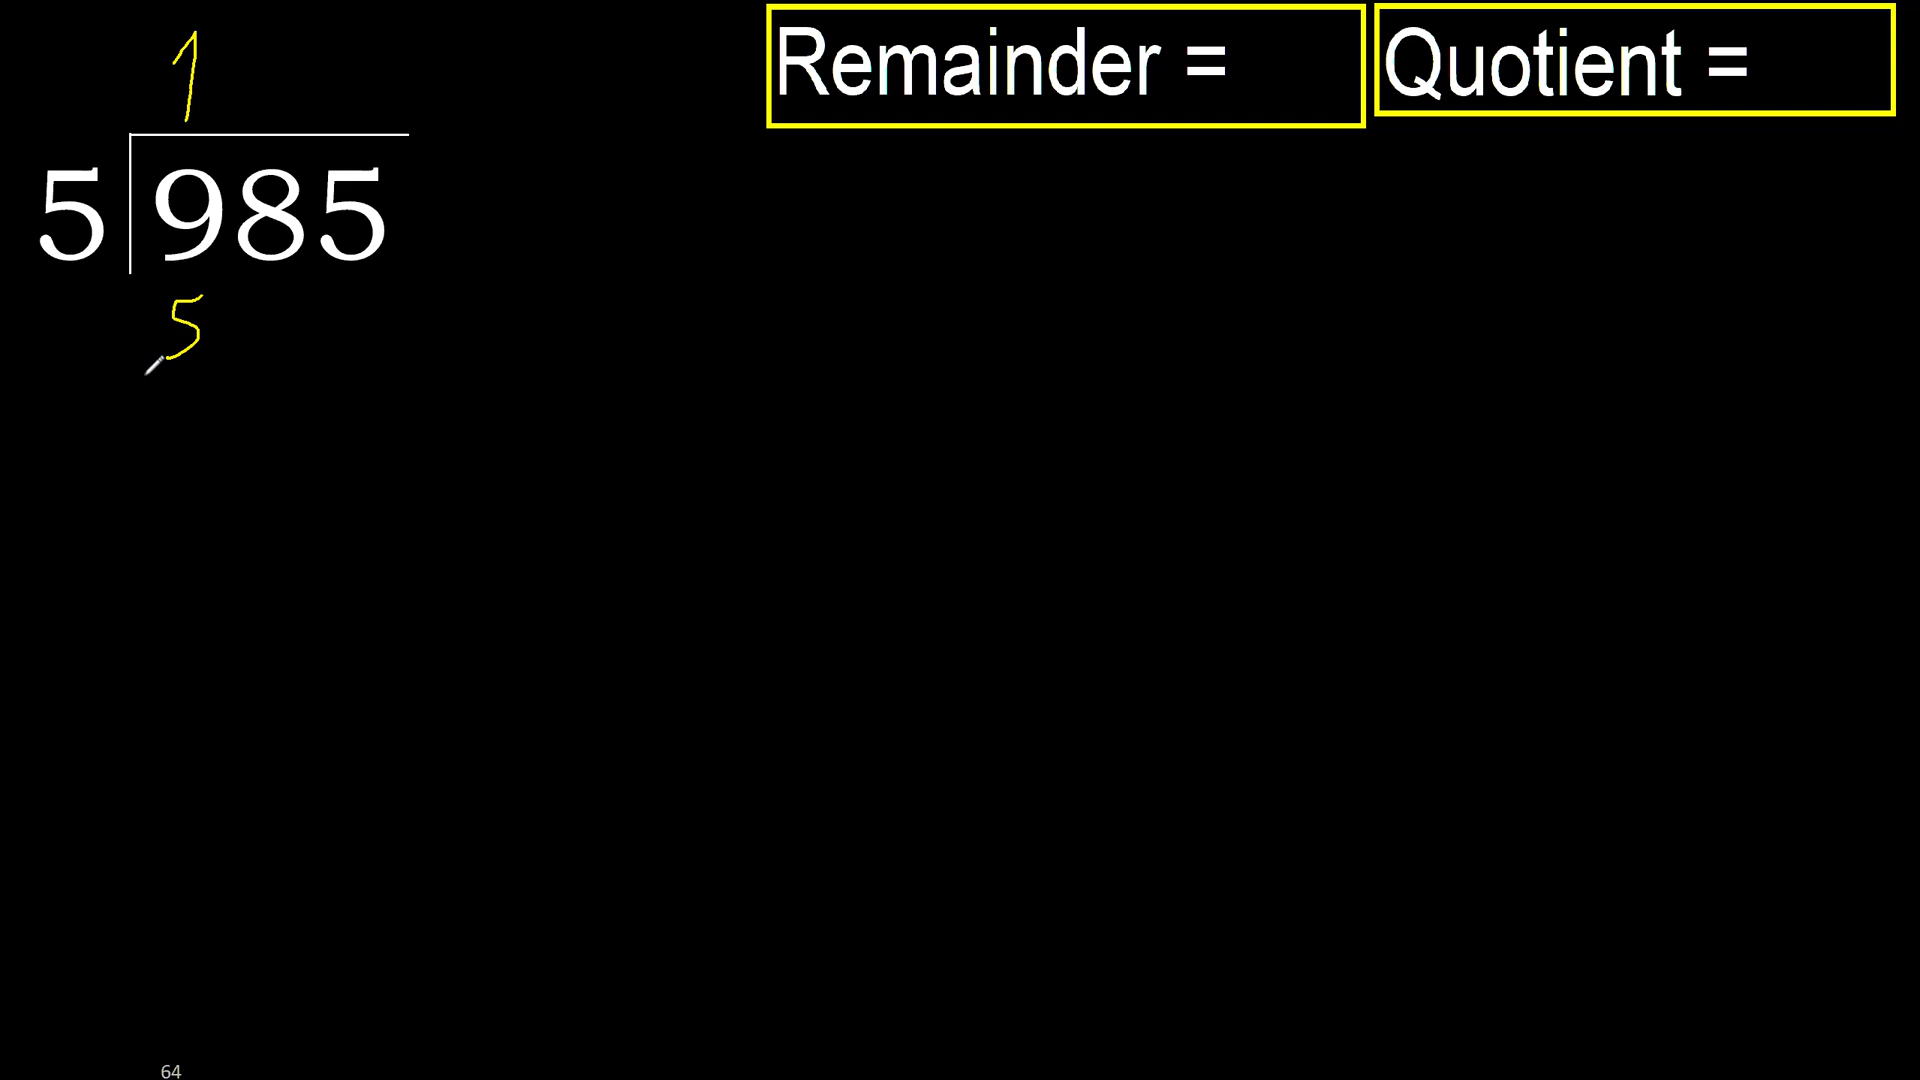 1
5 985
5
Remainder =
Quotient =
64